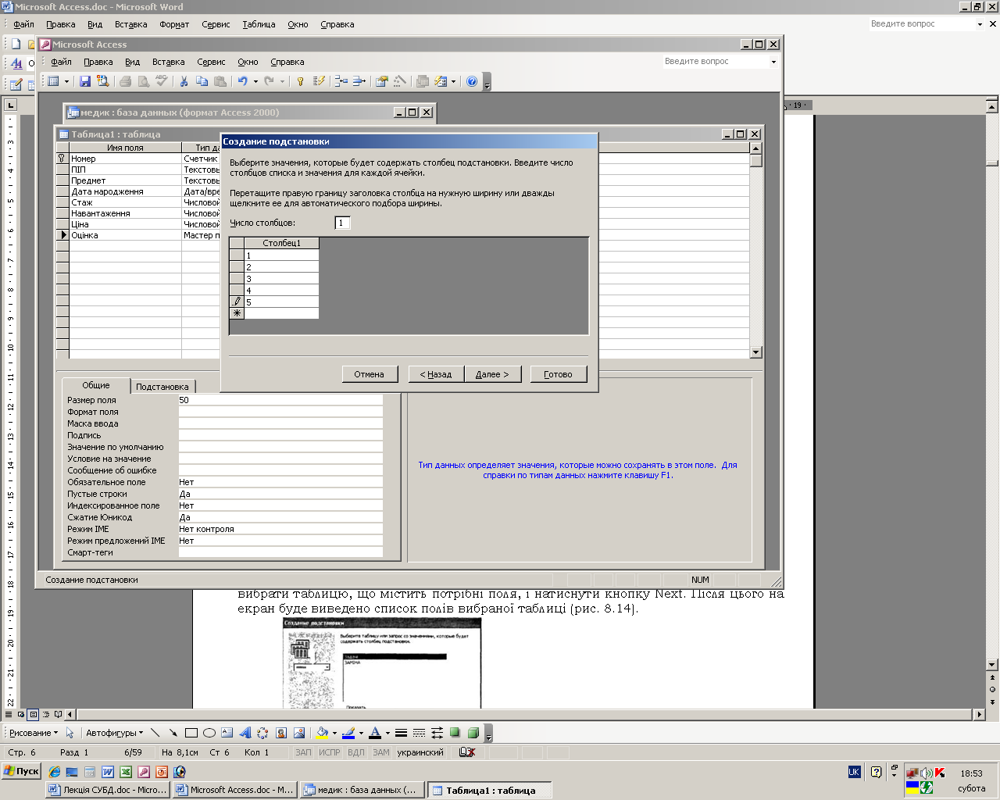 Microsoft Access.doc - Microsoft Word
Файл Правка Вид Вставка Формат Сервис Таблица Окно Справка
Введите вопрос
Microsoft Access
Файл Правка Вид Вставка Сервис Окно Справка
Введите вопрос
медик : база данных (формат Access 2000)
Таблица1 : таблица
Имя поля
Номер Счетчик
ПІП
Предмет
Дата народження
Стаж Числовой
Навантаження Числовой
Ціна Числовой
Оцінка
Создание подстановки
Выберите значения, которые будет содержать столбец подстановки. Введите число
столбцов списка и значения для каждой ячейки.
Перетащите правую границу заголовка столбца на нужную ширину или дважды
щелкните ее для автоматического подбора ширины.
Число столбцов: 1
Столбец1
1
2
3
4
5
Отмена < Назад Далее > Готово
Общие Подстановка
Размер поля 50
Формат поля
Маска ввода
Подпись
Значение по умолчанию
Условие на значение
Сообщение об ошибке
Обязательное поле Нет
Пустые строки Да
Индексированное поле Нет
Сжатие Юникод Да
Режим IME Нет контроля
Режим предложений IME Нет
Смарт-теги
Тип данных определяет значения, которые можно сохранять в этом поле. Для
справки по типам данных нажмите клавишу F1.
Создание подстановки NUM
вибрати таблицю, що містить потрібні поля, і натиснути кнопку Next. Після цього на
екран буде виведено список полів вибраної таблиці (рис. 8.14).
Создание подстановки
Выберите таблицу или запрос со значениями, которые будет
содержать столбец подстановки.
Показать
Рисование Автофигуры
Стр. 6 Разд 1 6/59 На 8,1см Ст 6 Кол 1 ЗАП ИСПР ВДЛ ЗАМ украинский
Пуск UK 18:53
Лекція СУБД.doc - Micro... Microsoft Access.doc - M... медик : база данных (... Таблица1 : таблица суббота